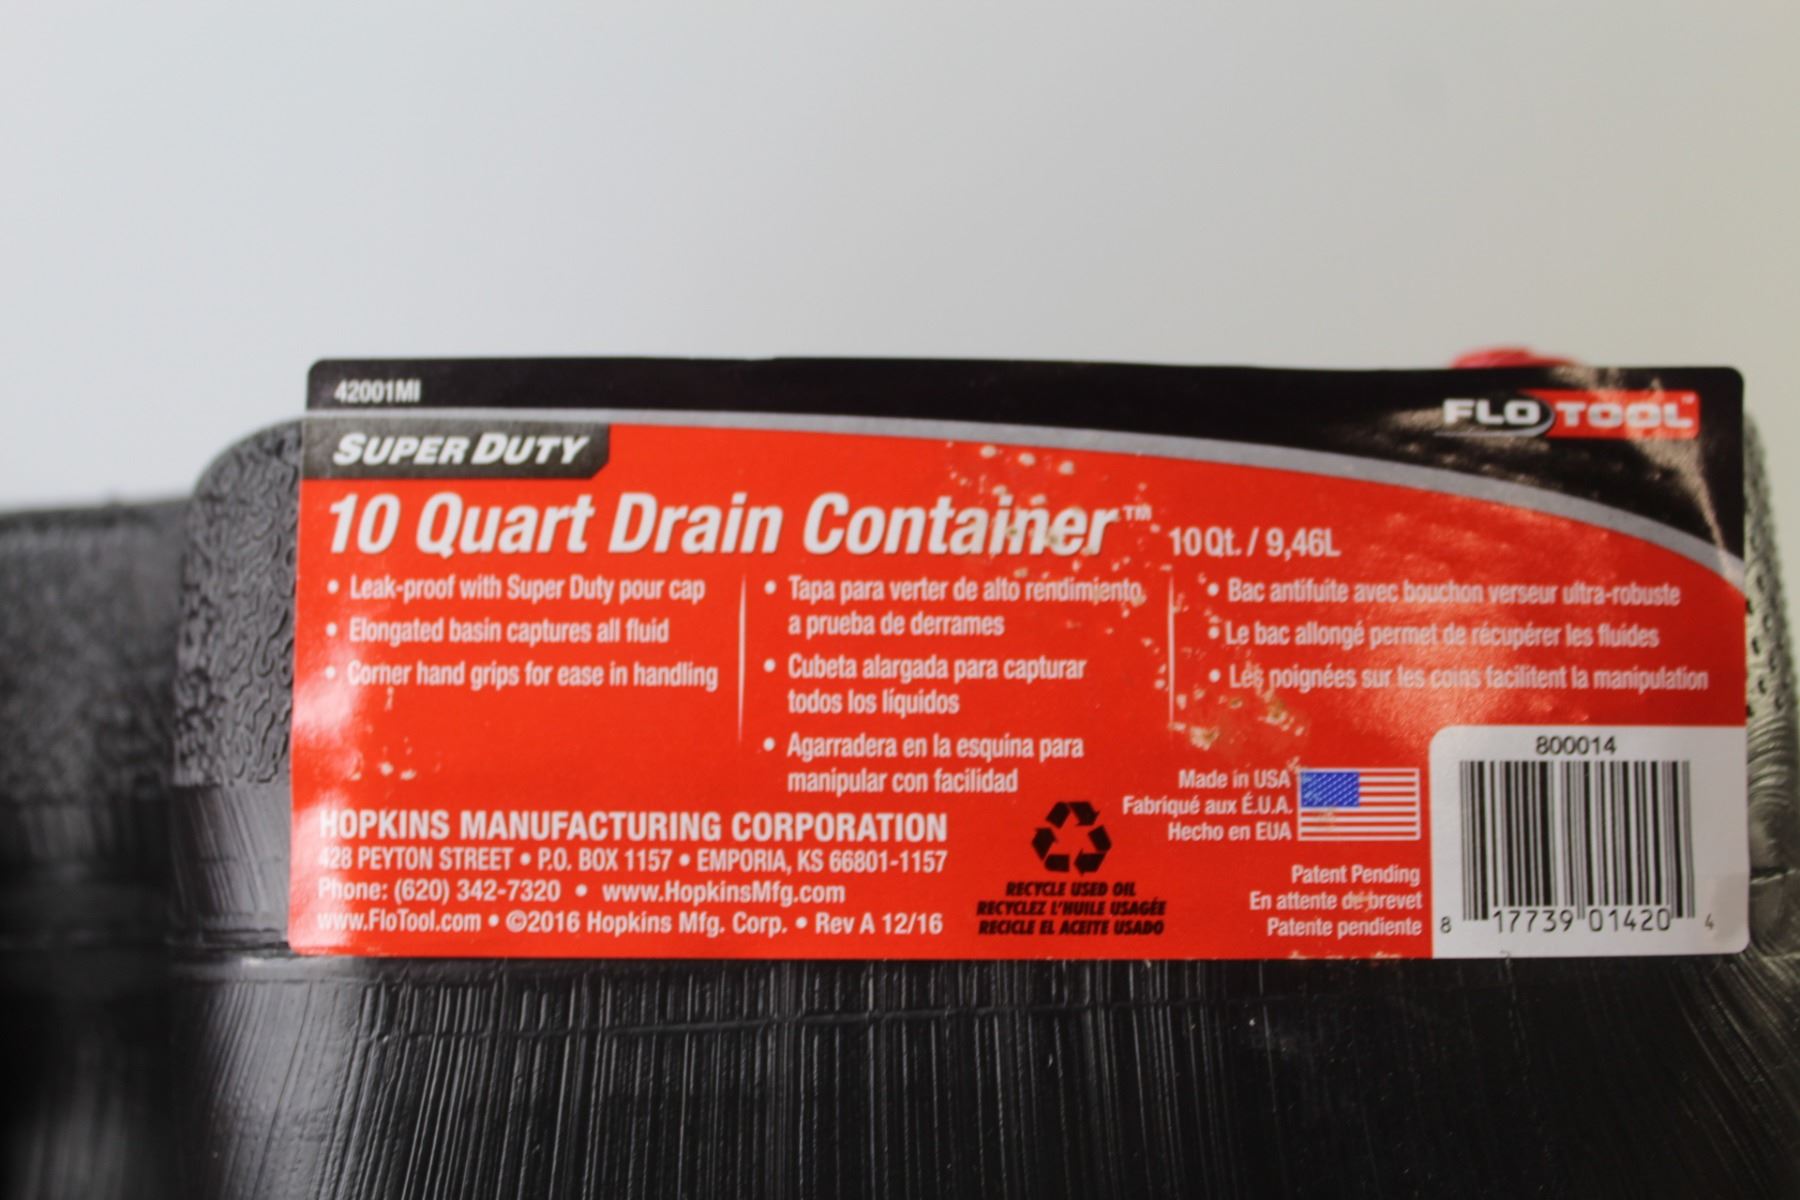 42001MI
FLOTOOL™
SUPER DUTY
10 Quart Drain Container™ 10Qt. / 9,46L
• Leak-proof with Super Duty pour cap
• Elongated basin captures all fluid
• Corner hand grips for ease in handling
• Tapa para verter de alto rendimiento,
a prueba de derrames
• Cubeta alargada para capturar
todos los líquidos
• Agarradera en la esquina para
manipular con facilidad
• Bac antifuite avec bouchon verseur ultra-robuste
• Le bac allongé permet de récupérer les fluides
• Les poignées sur les coins facilitent la manipulation
HOPKINS MANUFACTURING CORPORATION
428 PEYTON STREET • P.O. BOX 1157 • EMPORIA, KS 66801-1157
Phone: (620) 342-7320 • www.HopkinsMfg.com
www.FloTool.com • ©2016 Hopkins Mfg. Corp. • Rev A 12/16
RECYCLE USED OIL
RECYCLEZ L'HUILE USAGÉE
RECICLE EL ACEITE USADO
Made in USA
Fabriqué aux É.U.A.
Hecho en EUA
Patent Pending
En attente de brevet
Patente pendiente
800014
8 17739 01420 4